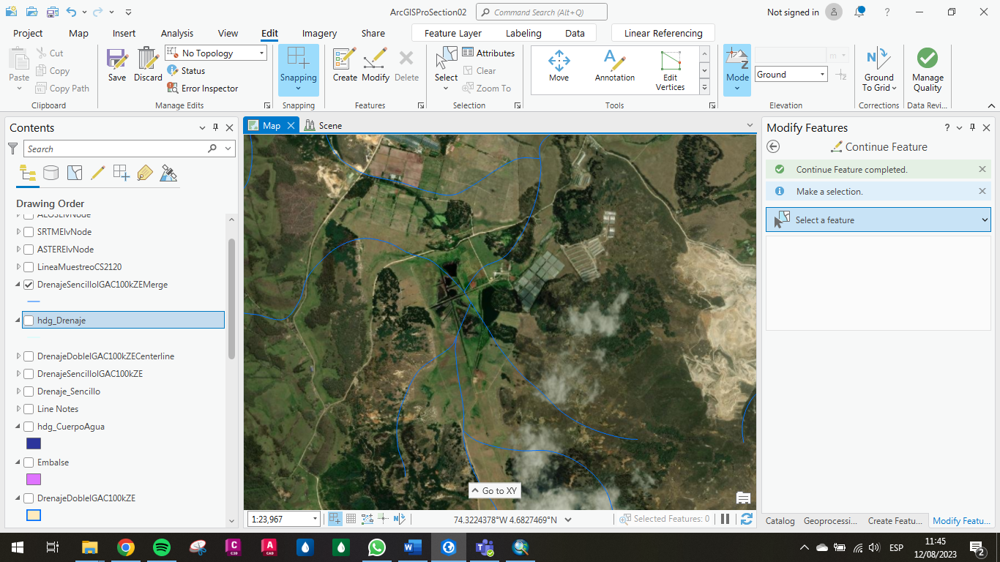 ArcGISProSection02
Command Search (Alt+Q)
Not signed in
?
Project
Map
Insert
Analysis
View
Edit
Imagery
Share
Feature Layer
Labeling
Data
Linear Referencing
Paste
Cut
Copy
Copy Path
Clipboard
Save
Discard
No Topology
Status
Error Inspector
Manage Edits
Snapping
Snapping
Create
Modify
Delete
Features
Select
Attributes
Clear
Zoom To
Selection
Move
Annotation
Edit
Vertices
Tools
Mode
m
Ground
Elevation
Ground
To Grid
Corrections
Manage
Quality
Data Revi...
Contents
Search
Drawing Order
ALOSElvNode
SRTMElvNode
ASTERElvNode
LineaMuestreoCS2120
DrenajeSencilloIGAC100kZEMerge
hdg_Drenaje
DrenajeDobleIGAC100kZECenterline
DrenajeSencilloIGAC100kZE
Drenaje_Sencillo
Line Notes
hdg_CuerpoAgua
Embalse
DrenajeDobleIGAC100kZE
Map
Scene
Go to XY
1:23,967
74.3224378°W 4.6827469°N
Selected Features: 0
Modify Features
?
Continue Feature
Continue Feature completed.
Make a selection.
Select a feature
Catalog
Geoprocessi...
Create Featu...
Modify Featu...
ESP
11:45
12/08/2023
2